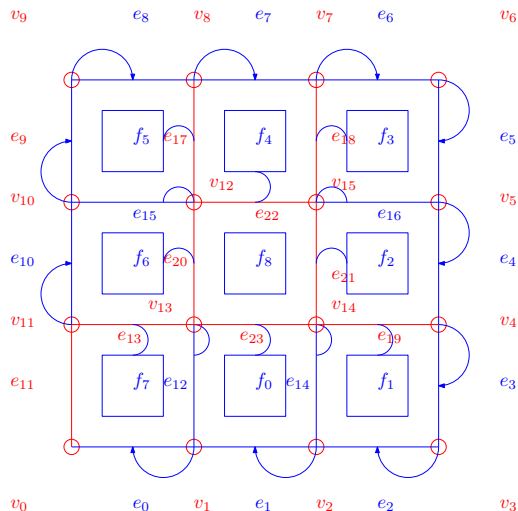 v₉ e₈ v₈ e₇ v₇ e₆ v₆
e₉ f₅ e₁₇ f₄ e₁₈ f₃ e₅
v₁₂ v₁₅
v₁₀ v₅
e₁₅ e₂₂ e₁₆
e₁₀ f₆ e₂₀ f₈ f₂ e₄
e₂₁
v₁₃ v₁₄
v₁₁ v₄
e₁₃ e₂₃ e₁₉
e₁₁ f₇ e₁₂ f₀ e₁₄ f₁ e₃
v₀ e₀ v₁ e₁ v₂ e₂ v₃